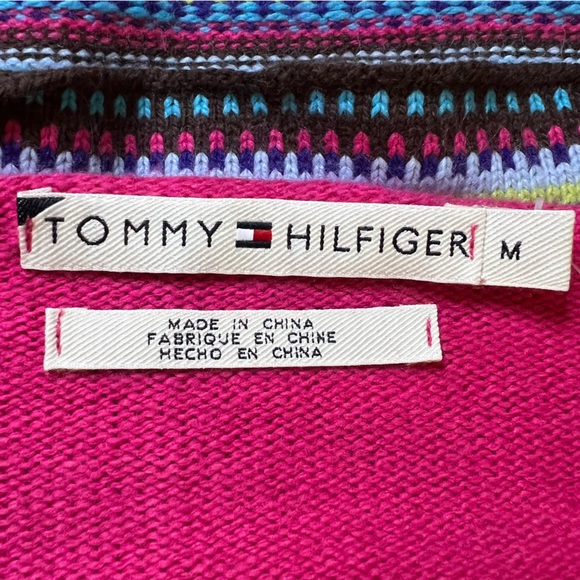 TOMMY HILFIGER M
MADE IN CHINA
FABRIQUE EN CHINE
HECHO EN CHINA